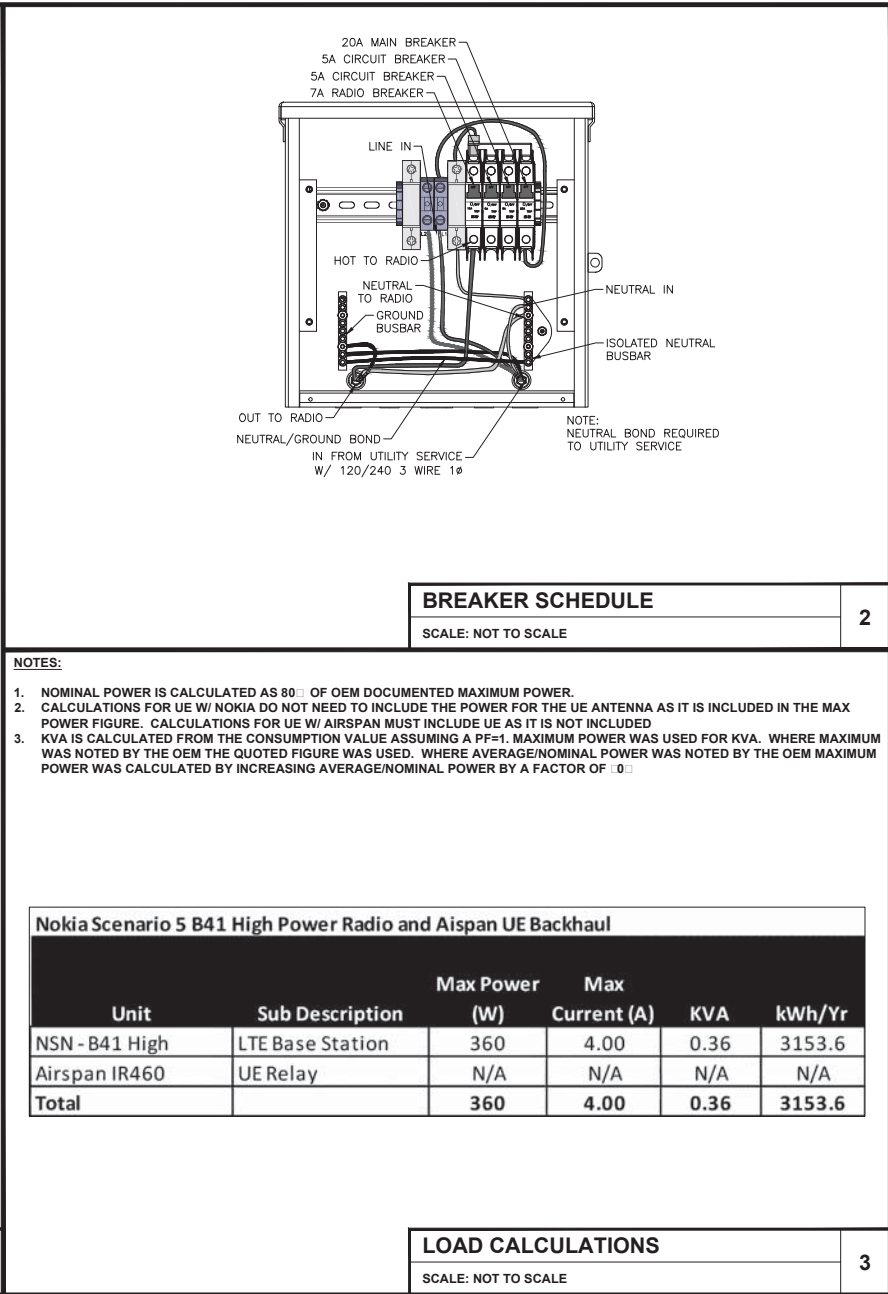 20A MAIN BREAKER
5A CIRCUIT BREAKER
5A CIRCUIT BREAKER
7A RADIO BREAKER
LINE IN
L2 L1
HOT TO RADIO
NEUTRAL
TO RADIO
GROUND
BUSBAR
NEUTRAL IN
ISOLATED NEUTRAL
BUSBAR
OUT TO RADIO
NEUTRAL/GROUND BOND
IN FROM UTILITY SERVICE
W/ 120/240 3 WIRE 1ø
NOTE:
NEUTRAL BOND REQUIRED
TO UTILITY SERVICE
BREAKER SCHEDULE
SCALE: NOT TO SCALE
2
NOTES:
1. NOMINAL POWER IS CALCULATED AS 80□ OF OEM DOCUMENTED MAXIMUM POWER.
2. CALCULATIONS FOR UE W/ NOKIA DO NOT NEED TO INCLUDE THE POWER FOR THE UE ANTENNA AS IT IS INCLUDED IN THE MAX
POWER FIGURE. CALCULATIONS FOR UE W/ AIRSPAN MUST INCLUDE UE AS IT IS NOT INCLUDED
3. KVA IS CALCULATED FROM THE CONSUMPTION VALUE ASSUMING A PF=1. MAXIMUM POWER WAS USED FOR KVA. WHERE MAXIMUM
WAS NOTED BY THE OEM THE QUOTED FIGURE WAS USED. WHERE AVERAGE/NOMINAL POWER WAS NOTED BY THE OEM MAXIMUM
POWER WAS CALCULATED BY INCREASING AVERAGE/NOMINAL POWER BY A FACTOR OF □0□
Nokia Scenario 5 B41 High Power Radio and Aispan UE Backhaul
Unit Sub Description Max Power (W) Max Current (A) KVA kWh/Yr
NSN - B41 High LTE Base Station 360 4.00 0.36 3153.6
Airspan IR460 UE Relay N/A N/A N/A N/A
Total 360 4.00 0.36 3153.6
LOAD CALCULATIONS
SCALE: NOT TO SCALE
3